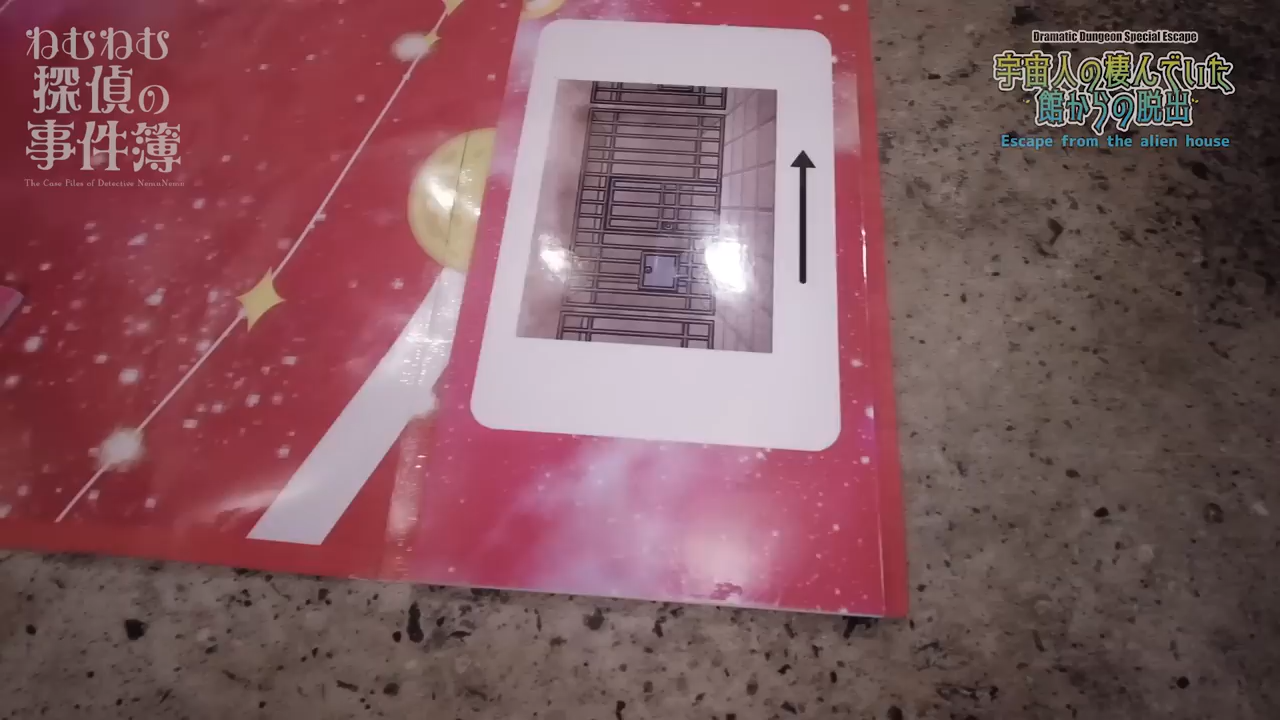 ねむねむ
探偵の
事件簿
The Case Files of Detective NemuNemu
Dramatic Dungeon Special Escape
宇宙人の棲んでいた
館からの脱出
Escape from the alien house